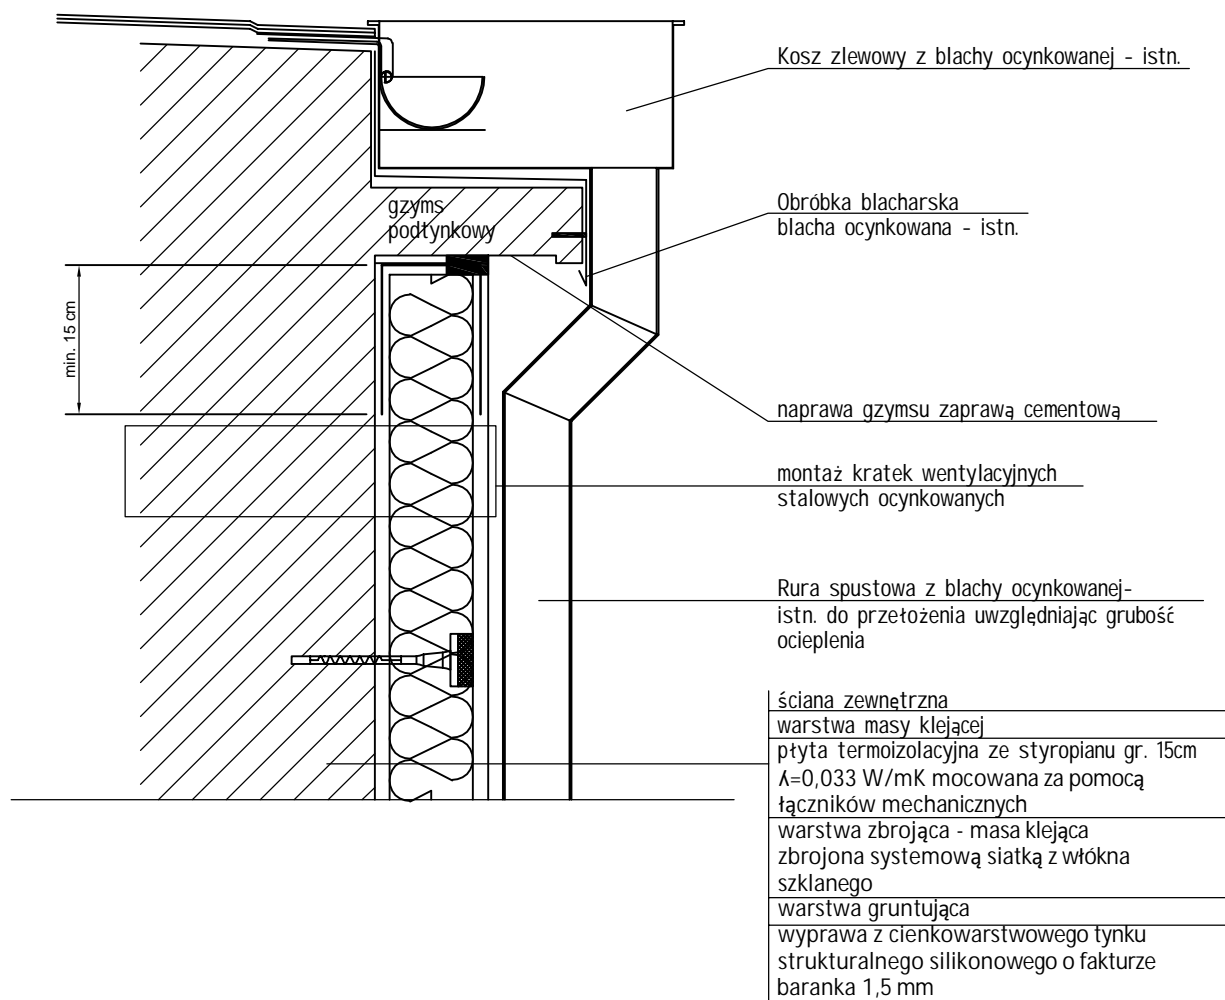 Kosz zlewowy z blachy ocynkowanej - istn.
gzyms
podtynkowy
Obróbka blacharska
blacha ocynkowana - istn.
min. 15 cm
naprawa gzymsu zaprawą cementową
montaż kratek wentylacyjnych
stalowych ocynkowanych
Rura spustowa z blachy ocynkowanej-
istn. do przełożenia uwzględniając grubość
ocieplenia
ściana zewnętrzna
warstwa masy klejącej
płyta termoizolacyjna ze styropianu gr. 15cm
Λ=0,033 W/mK mocowana za pomocą
łączników mechanicznych
warstwa zbrojąca - masa klejąca
zbrojona systemową siatką z włókna
szklanego
warstwa gruntująca
wyprawa z cienkowarstwowego tynku
strukturalnego silikonowego o fakturze
baranka 1,5 mm